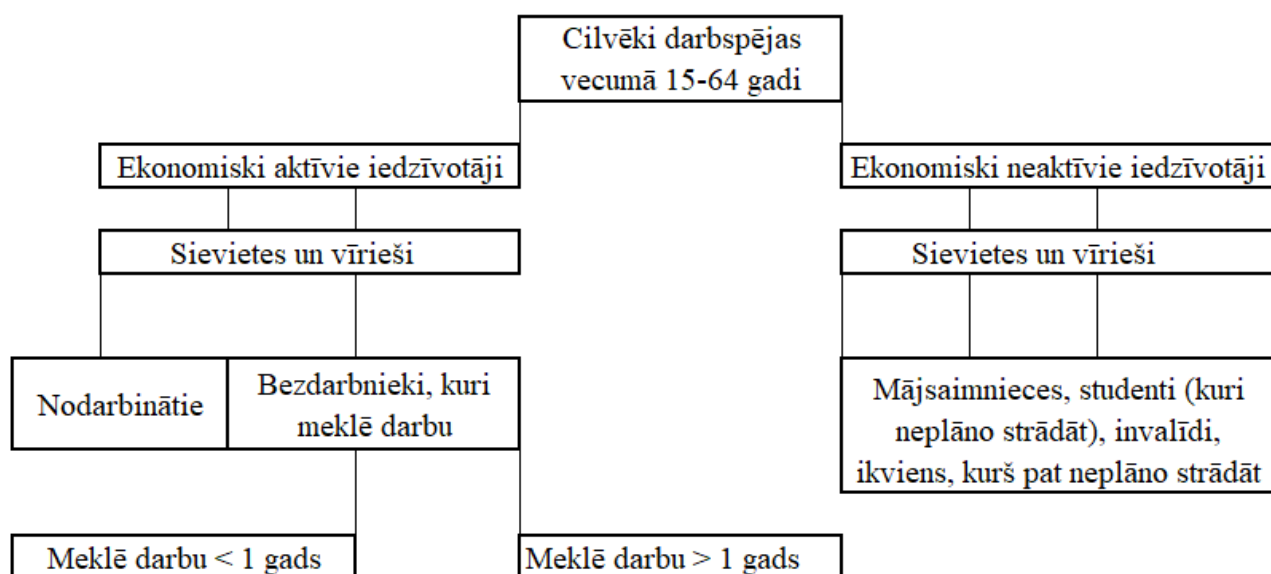 Cilvēki darbspējas
vecumā 15-64 gadi
Ekonomiski aktīvie iedzīvotāji
Ekonomiski neaktīvie iedzīvotāji
Sievietes un vīrieši
Sievietes un vīrieši
Nodarbinātie
Bezdarbnieki, kuri
meklē darbu
Mājsaimnieces, studenti (kuri
neplāno strādāt), invalīdi,
ikviens, kurš pat neplāno strādāt
Meklē darbu < 1 gads
Meklē darbu > 1 gads